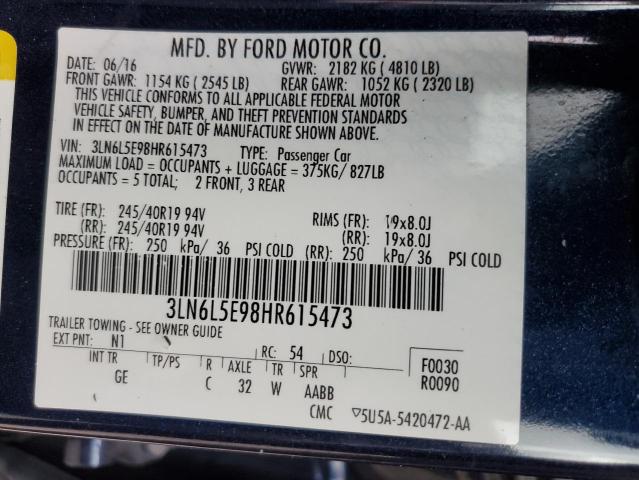 MFD. BY FORD MOTOR CO.
DATE: 06/16 GVWR: 2182 KG ( 4810 LB)
FRONT GAWR: 1154 KG ( 2545 LB) REAR GAWR: 1052 KG ( 2320 LB)
THIS VEHICLE CONFORMS TO ALL APPLICABLE FEDERAL MOTOR
VEHICLE SAFETY, BUMPER, AND THEFT PREVENTION STANDARDS
IN EFFECT ON THE DATE OF MANUFACTURE SHOWN ABOVE.
VIN: 3LN6L5E98HR615473 TYPE: Passenger Car
MAXIMUM LOAD = OCCUPANTS + LUGGAGE = 375KG/ 827LB
OCCUPANTS = 5 TOTAL; 2 FRONT, 3 REAR
TIRE (FR): 245/40R19 94V RIMS (FR): 19x8.0J
(RR): 245/40R19 94V (RR): 19x8.0J
PRESSURE (FR): 250 kPa/ 36 PSI COLD (RR): 250 kPa/ 36 PSI COLD
3LN6L5E98HR615473
TRAILER TOWING - SEE OWNER GUIDE
EXT PNT: N1 RC: 54 DSO: F0030
INT TR TP/PS R AXLE TR SPR R0090
GE C 32 W AABB
CMC ▽5U5A-5420472-AA